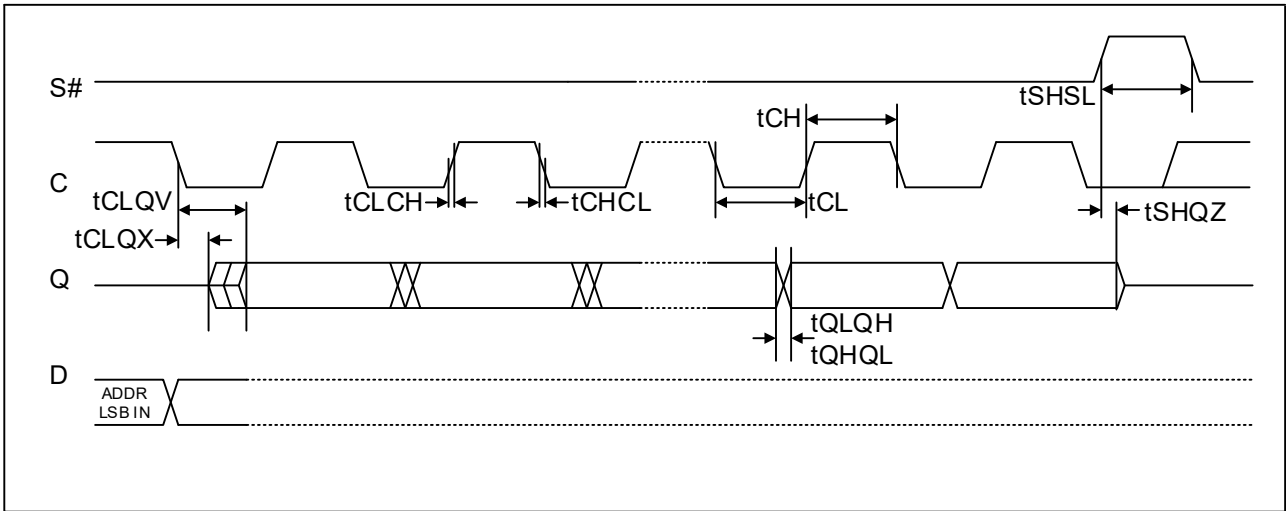 S#
tSHSL
tCH
C
tCLQV
tCLCH
tCHCL
tCL
tSHQZ
tCLQX
Q
tQLQH
tQHQL
D
ADDR
LSB IN